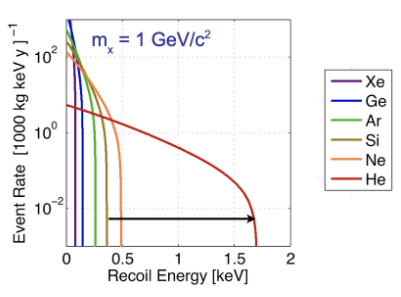 mₓ = 1 GeV/c²
Event Rate [1000 kg keV y ]⁻¹
10²
10⁰
10⁻²
0 0.5 1 1.5 2
Recoil Energy [keV]
Xe
Ge
Ar
Si
Ne
He